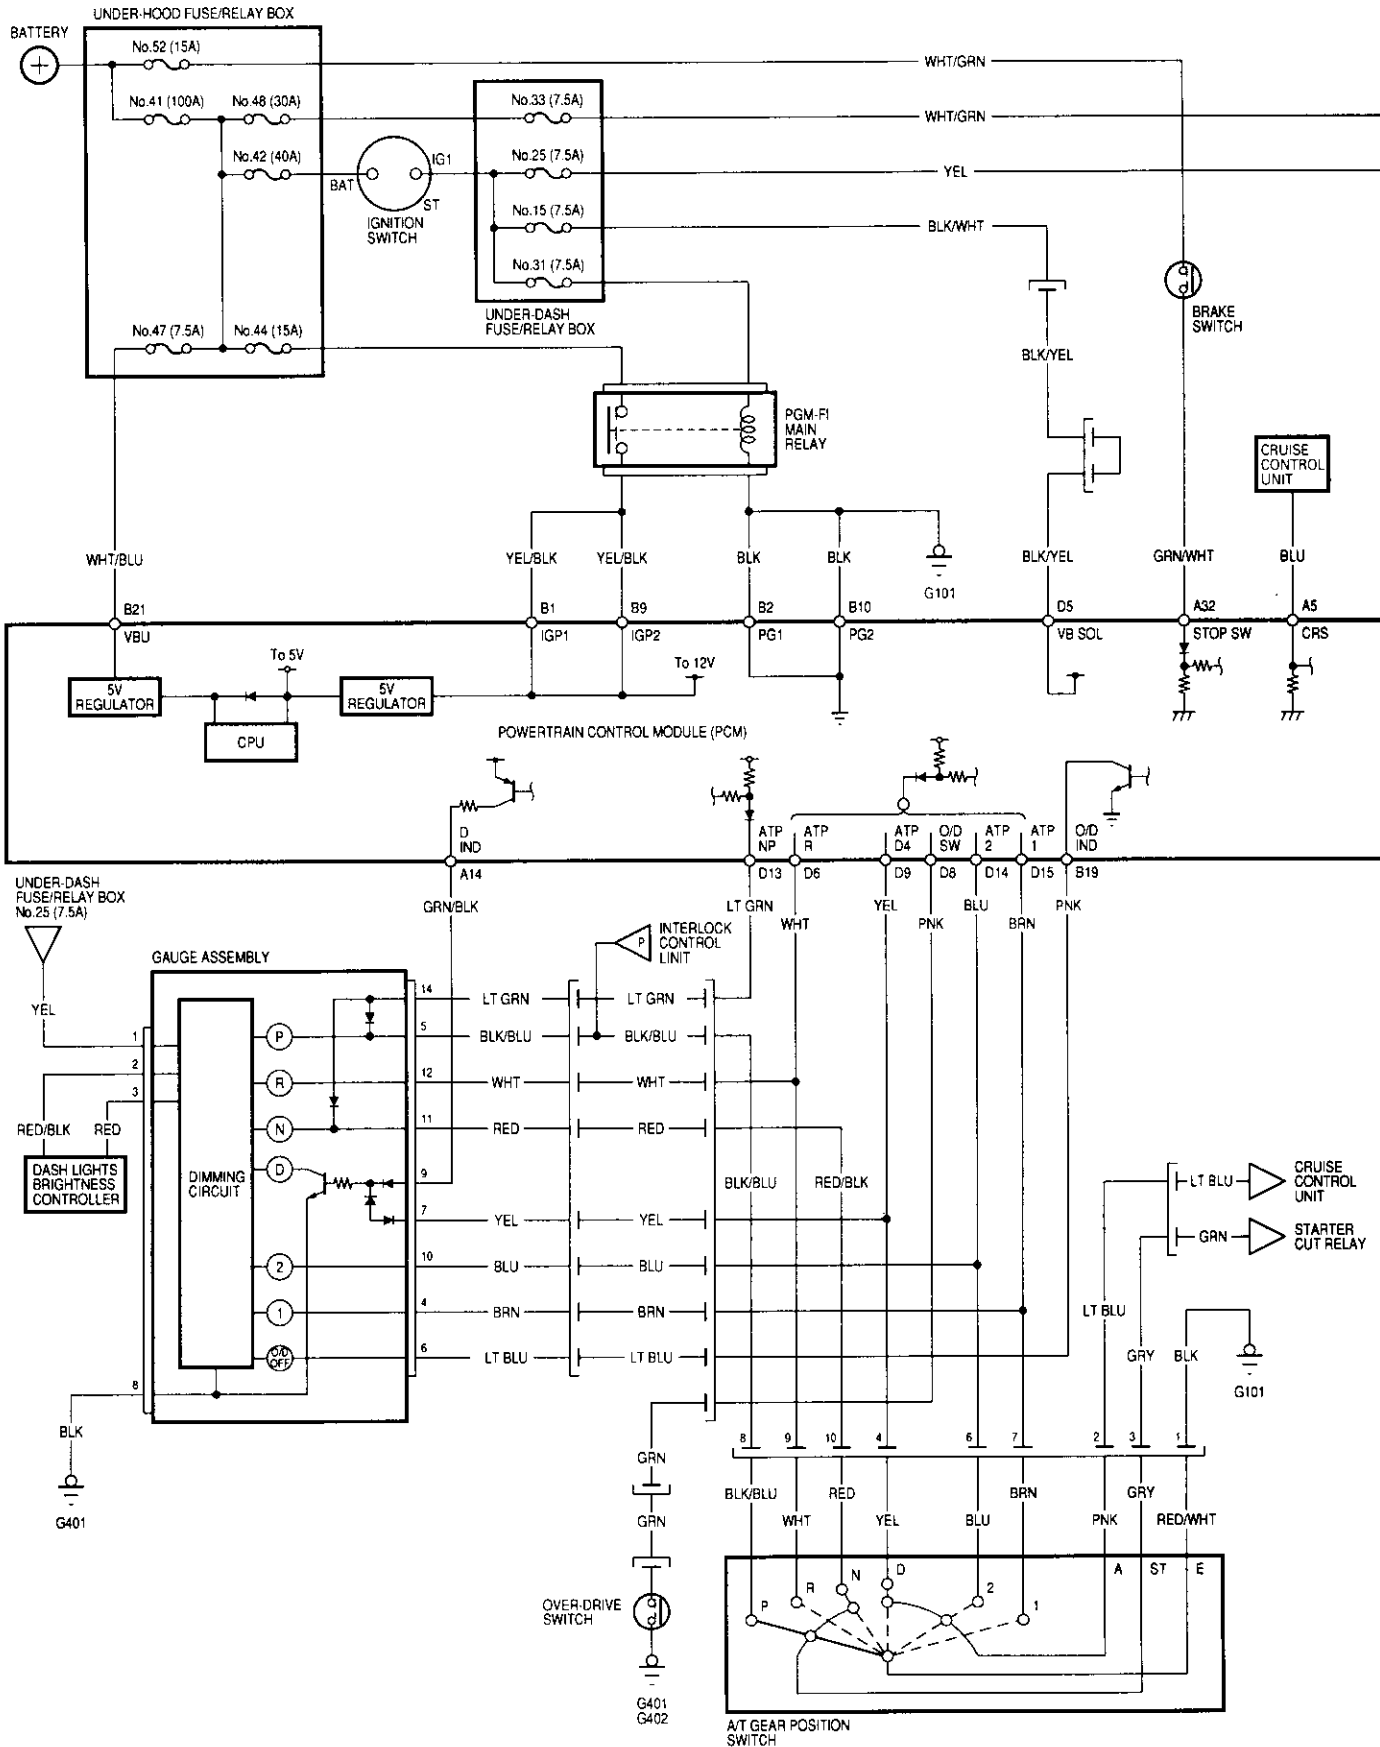 UNDER-HOOD FUSE/RELAY BOX
BATTERY
No.52 (15A)
WHT/GRN
No.41 (100A)
No.48 (30A)
No.33 (7.5A)
WHT/GRN
No.42 (40A)
IG1
BAT
ST
IGNITION
SWITCH
No.25 (7.5A)
YEL
No.15 (7.5A)
BLK/WHT
No.31 (7.5A)
UNDER-DASH
FUSE/RELAY BOX
BRAKE
SWITCH
No.47 (7.5A)
No.44 (15A)
BLK/YEL
PGM-FI
MAIN
RELAY
CRUISE
CONTROL
UNIT
WHT/BLU
YEL/BLK
YEL/BLK
BLK
BLK
G101
BLK/YEL
GRN/WHT
BLU
B21
B1
B9
B2
B10
D5
A32
A5
VBU
IGP1
IGP2
PG1
PG2
VB SOL
STOP SW
CRS
To 5V
To 12V
5V
REGULATOR
5V
REGULATOR
CPU
POWERTRAIN CONTROL MODULE (PCM)
D
IND
ATP
NP
ATP
R
ATP
D4
O/D
SW
ATP
2
ATP
1
O/D
IND
A14
D13
D6
D9
D8
D14
D15
B19
UNDER-DASH
FUSE/RELAY BOX
No.25 (7.5A)
GRN/BLK
LT GRN
WHT
YEL
PNK
BLU
BRN
PNK
P
INTERLOCK
CONTROL
UNIT
GAUGE ASSEMBLY
YEL
14
LT GRN
LT GRN
1
P
5
BLK/BLU
BLK/BLU
2
R
12
WHT
WHT
3
N
11
RED
RED
RED/BLK
RED
DASH LIGHTS
BRIGHTNESS
CONTROLLER
DIMMING
CIRCUIT
D
9
BLK/BLU
RED/BLK
7
YEL
YEL
LT BLU
CRUISE
CONTROL
UNIT
GRN
STARTER
CUT RELAY
2
10
BLU
BLU
1
4
BRN
BRN
LT BLU
O/D
OFF
6
LT BLU
LT BLU
GRY
BLK
G101
8
BLK
G401
8
9
10
4
6
7
2
3
1
GRN
BLK/BLU
RED
BRN
GRY
GRN
WHT
YEL
BLU
PNK
RED/WHT
OVER-DRIVE
SWITCH
P
R
N
D
2
1
A
ST
E
G401
G402
A/T GEAR POSITION
SWITCH